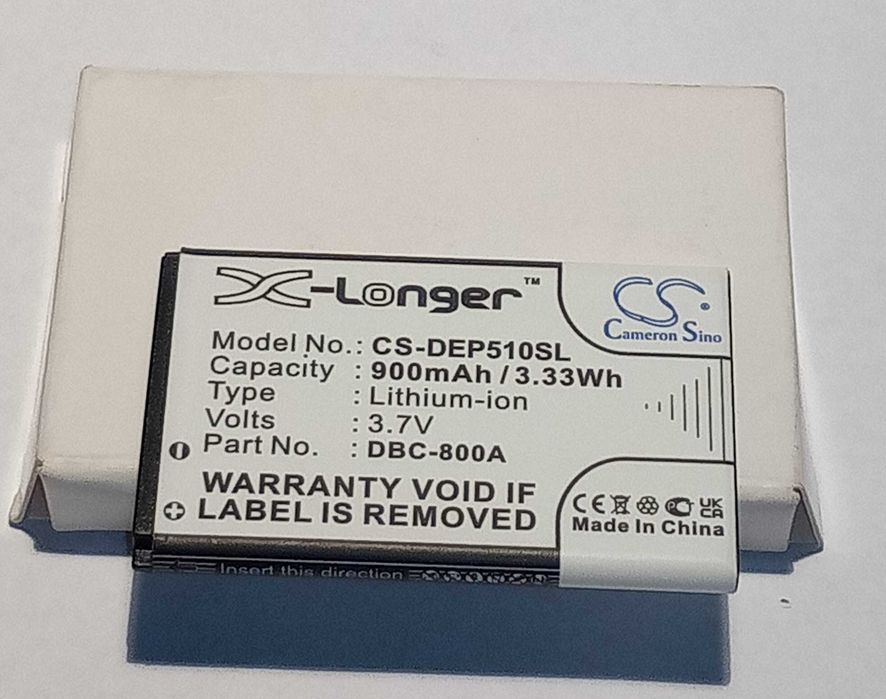 X-Longer™
CS®
Cameron Sino
Model No.: CS-DEP510SL
Capacity : 900mAh / 3.33Wh
Type : Lithium-ion
Volts : 3.7V
Part No. : DBC-800A
WARRANTY VOID IF
LABEL IS REMOVED
CE UK CA
Made In China
Insert this direction